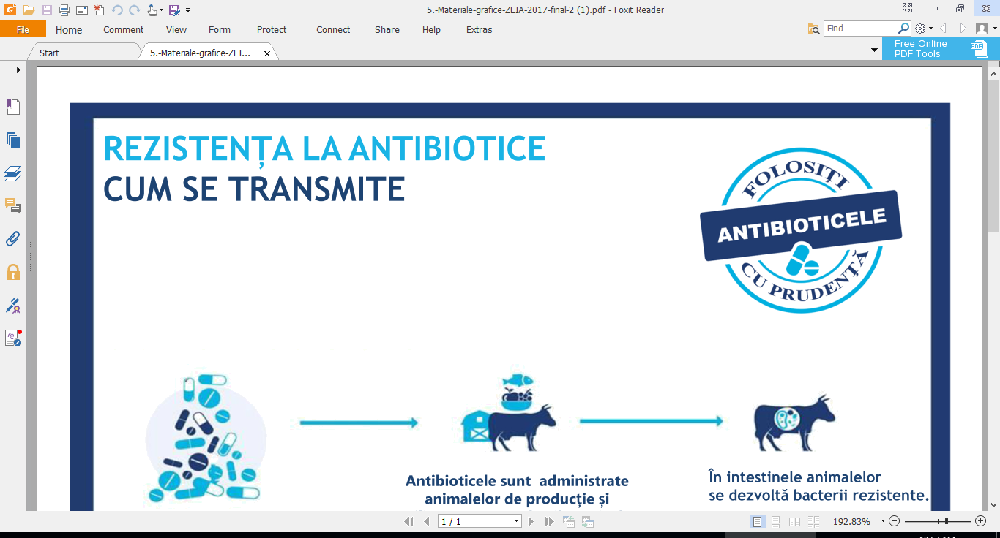 5.-Materiale-grafice-ZEIA-2017-final-2 (1).pdf - Foxit Reader
File Home Comment View Form Protect Connect Share Help Extras
Find
Start
5.-Materiale-grafice-ZEI...
Free Online
PDF Tools
PDF
REZISTENȚA LA ANTIBIOTICE
CUM SE TRANSMITE
FOLOSIȚI
ANTIBIOTICELE
CU PRUDENȚĂ
Antibioticele sunt administrate
animalelor de producție și
În intestinele animalelor
se dezvoltă bacterii rezistente.
1 / 1
192.83%